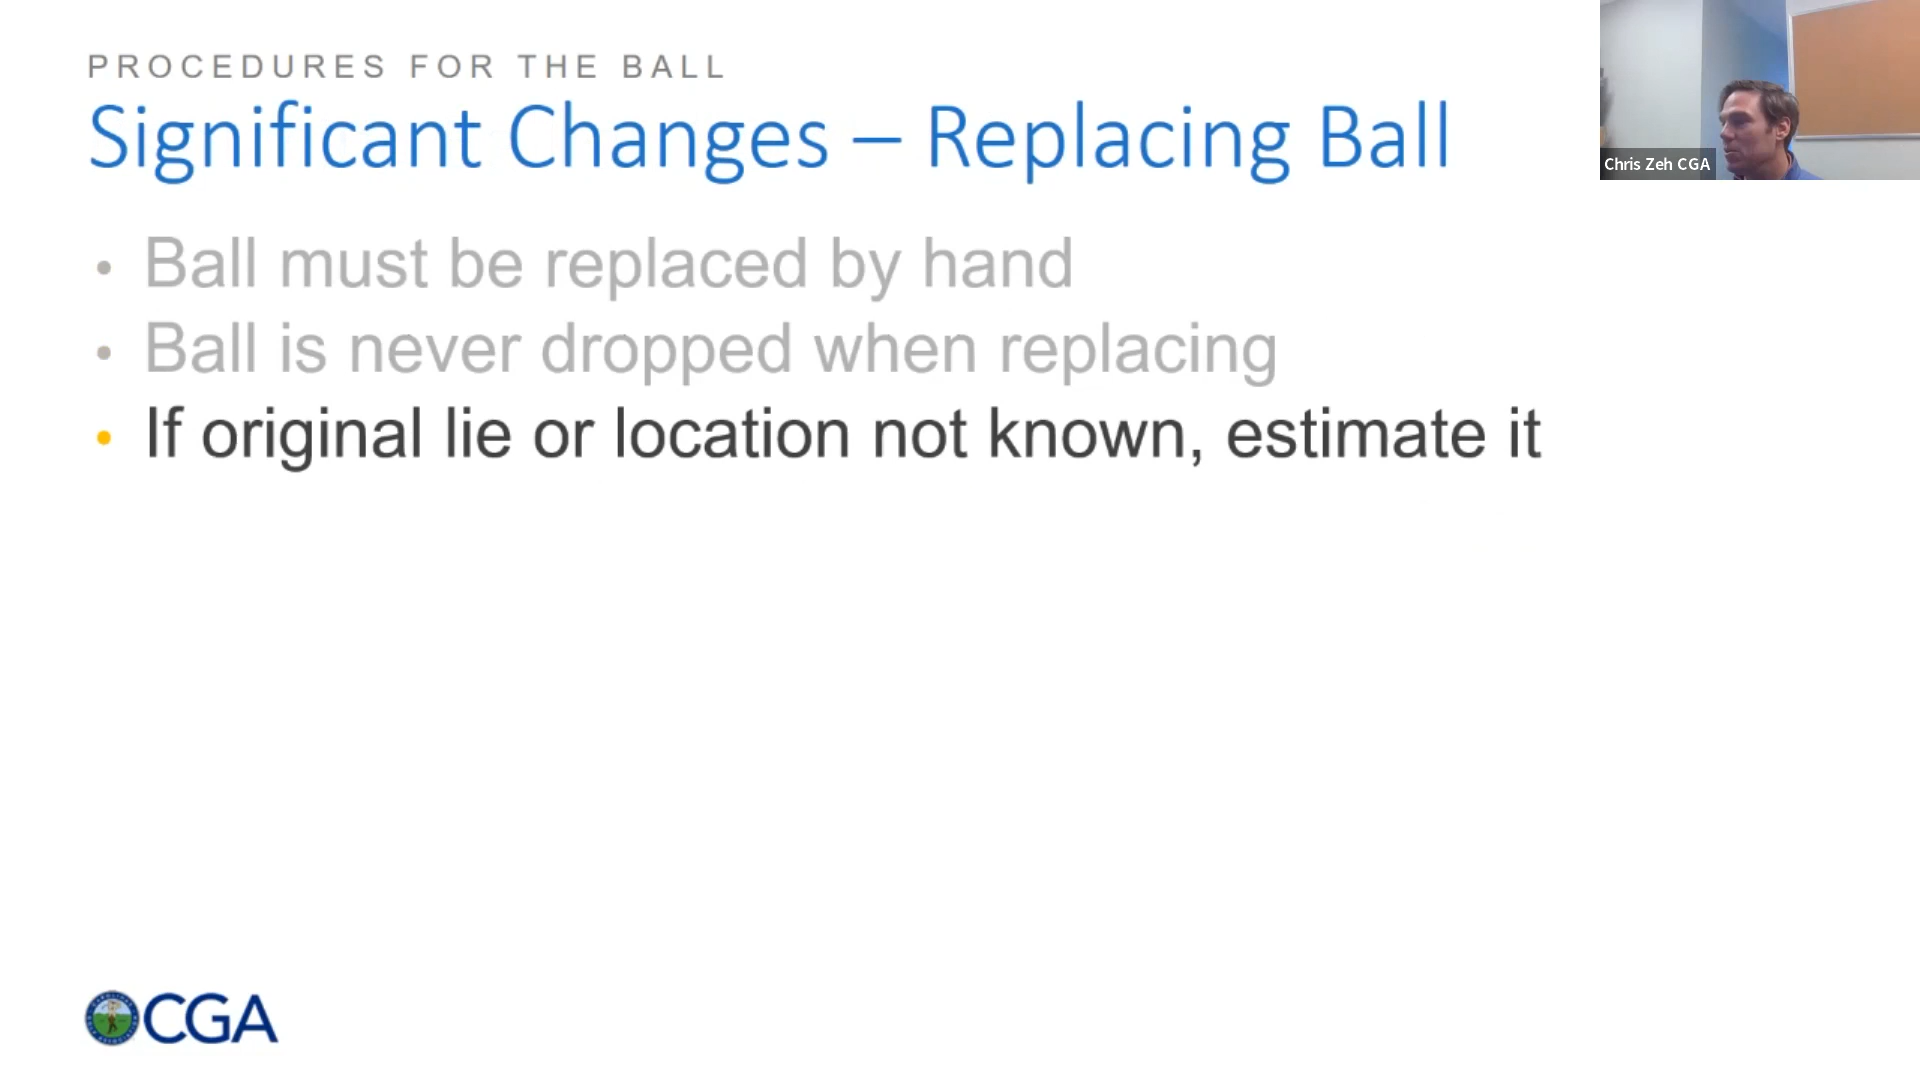 PROCEDURES FOR THE BALL
Significant Changes – Replacing Ball
Chris Zeh CGA
• Ball must be replaced by hand
• Ball is never dropped when replacing
• If original lie or location not known, estimate it
CGA